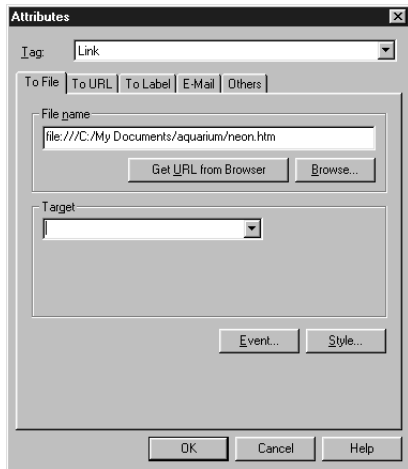 Attributes
Tag: Link
To File To URL To Label E-Mail Others
File name
file:///C:/My Documents/aquarium/neon.htm
Get URL from Browser Browse...
Target
Event... Style...
OK Cancel Help